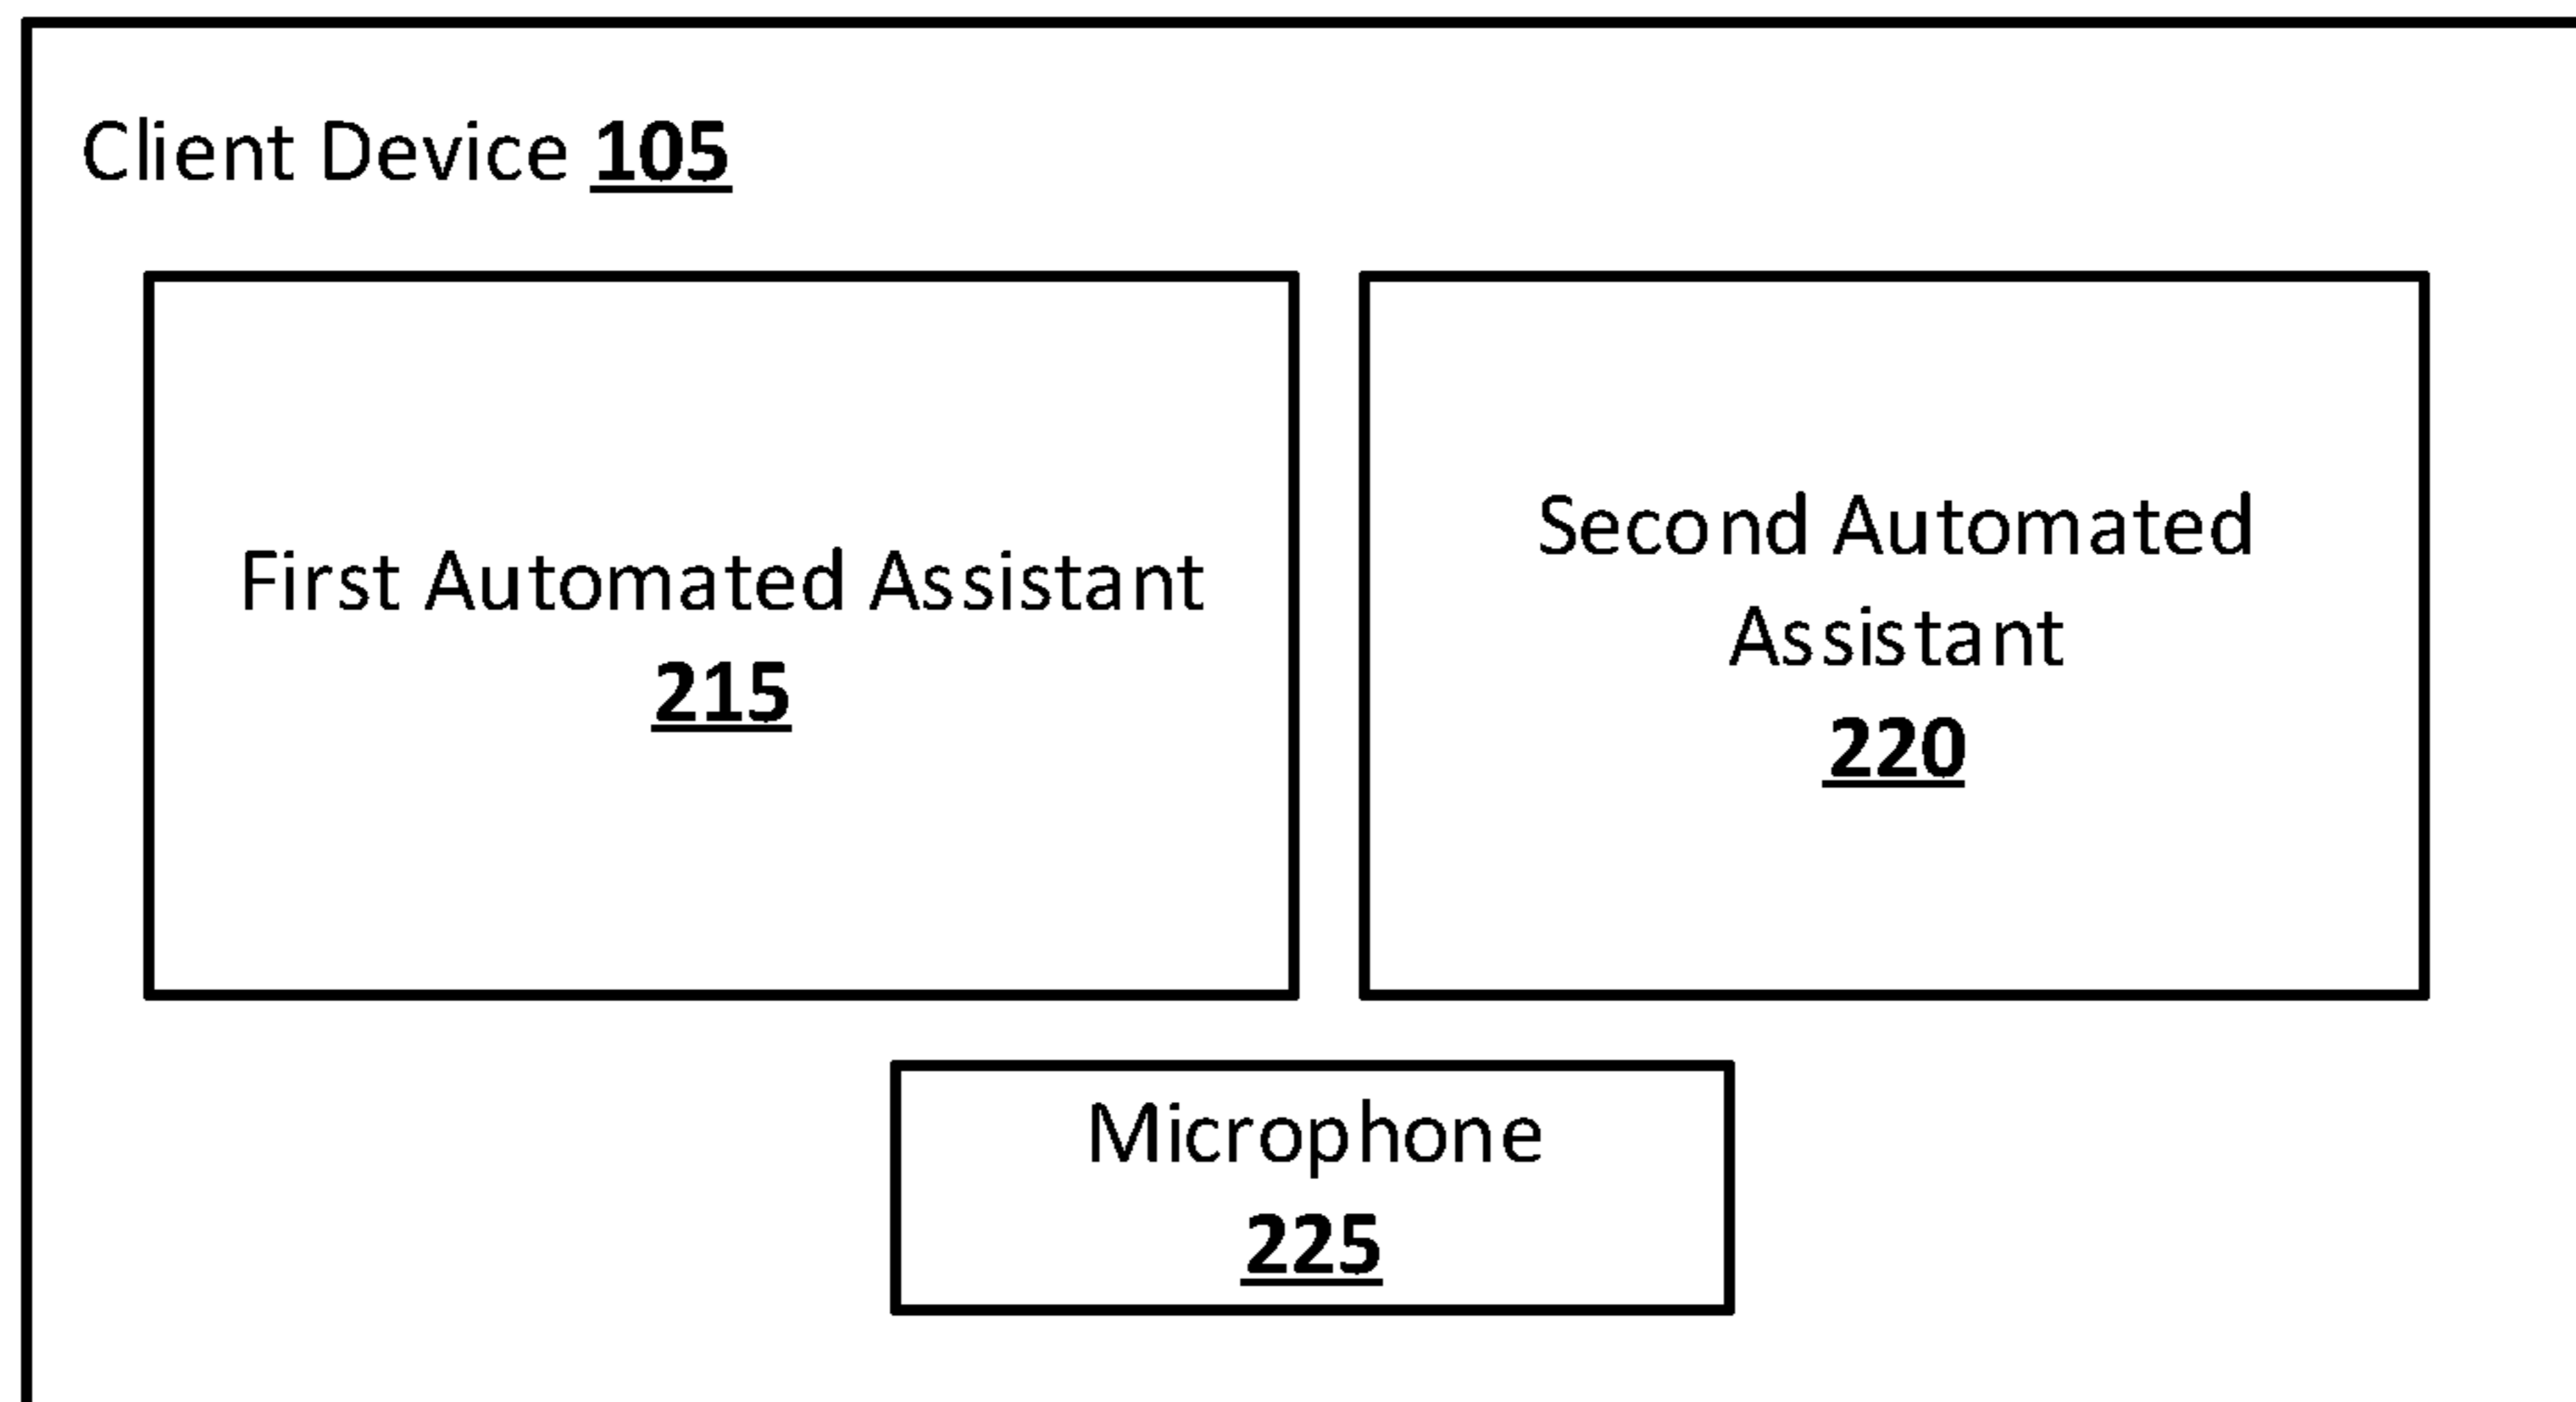 Client Device 105
First Automated Assistant
215
Second Automated
Assistant
220
Microphone
225